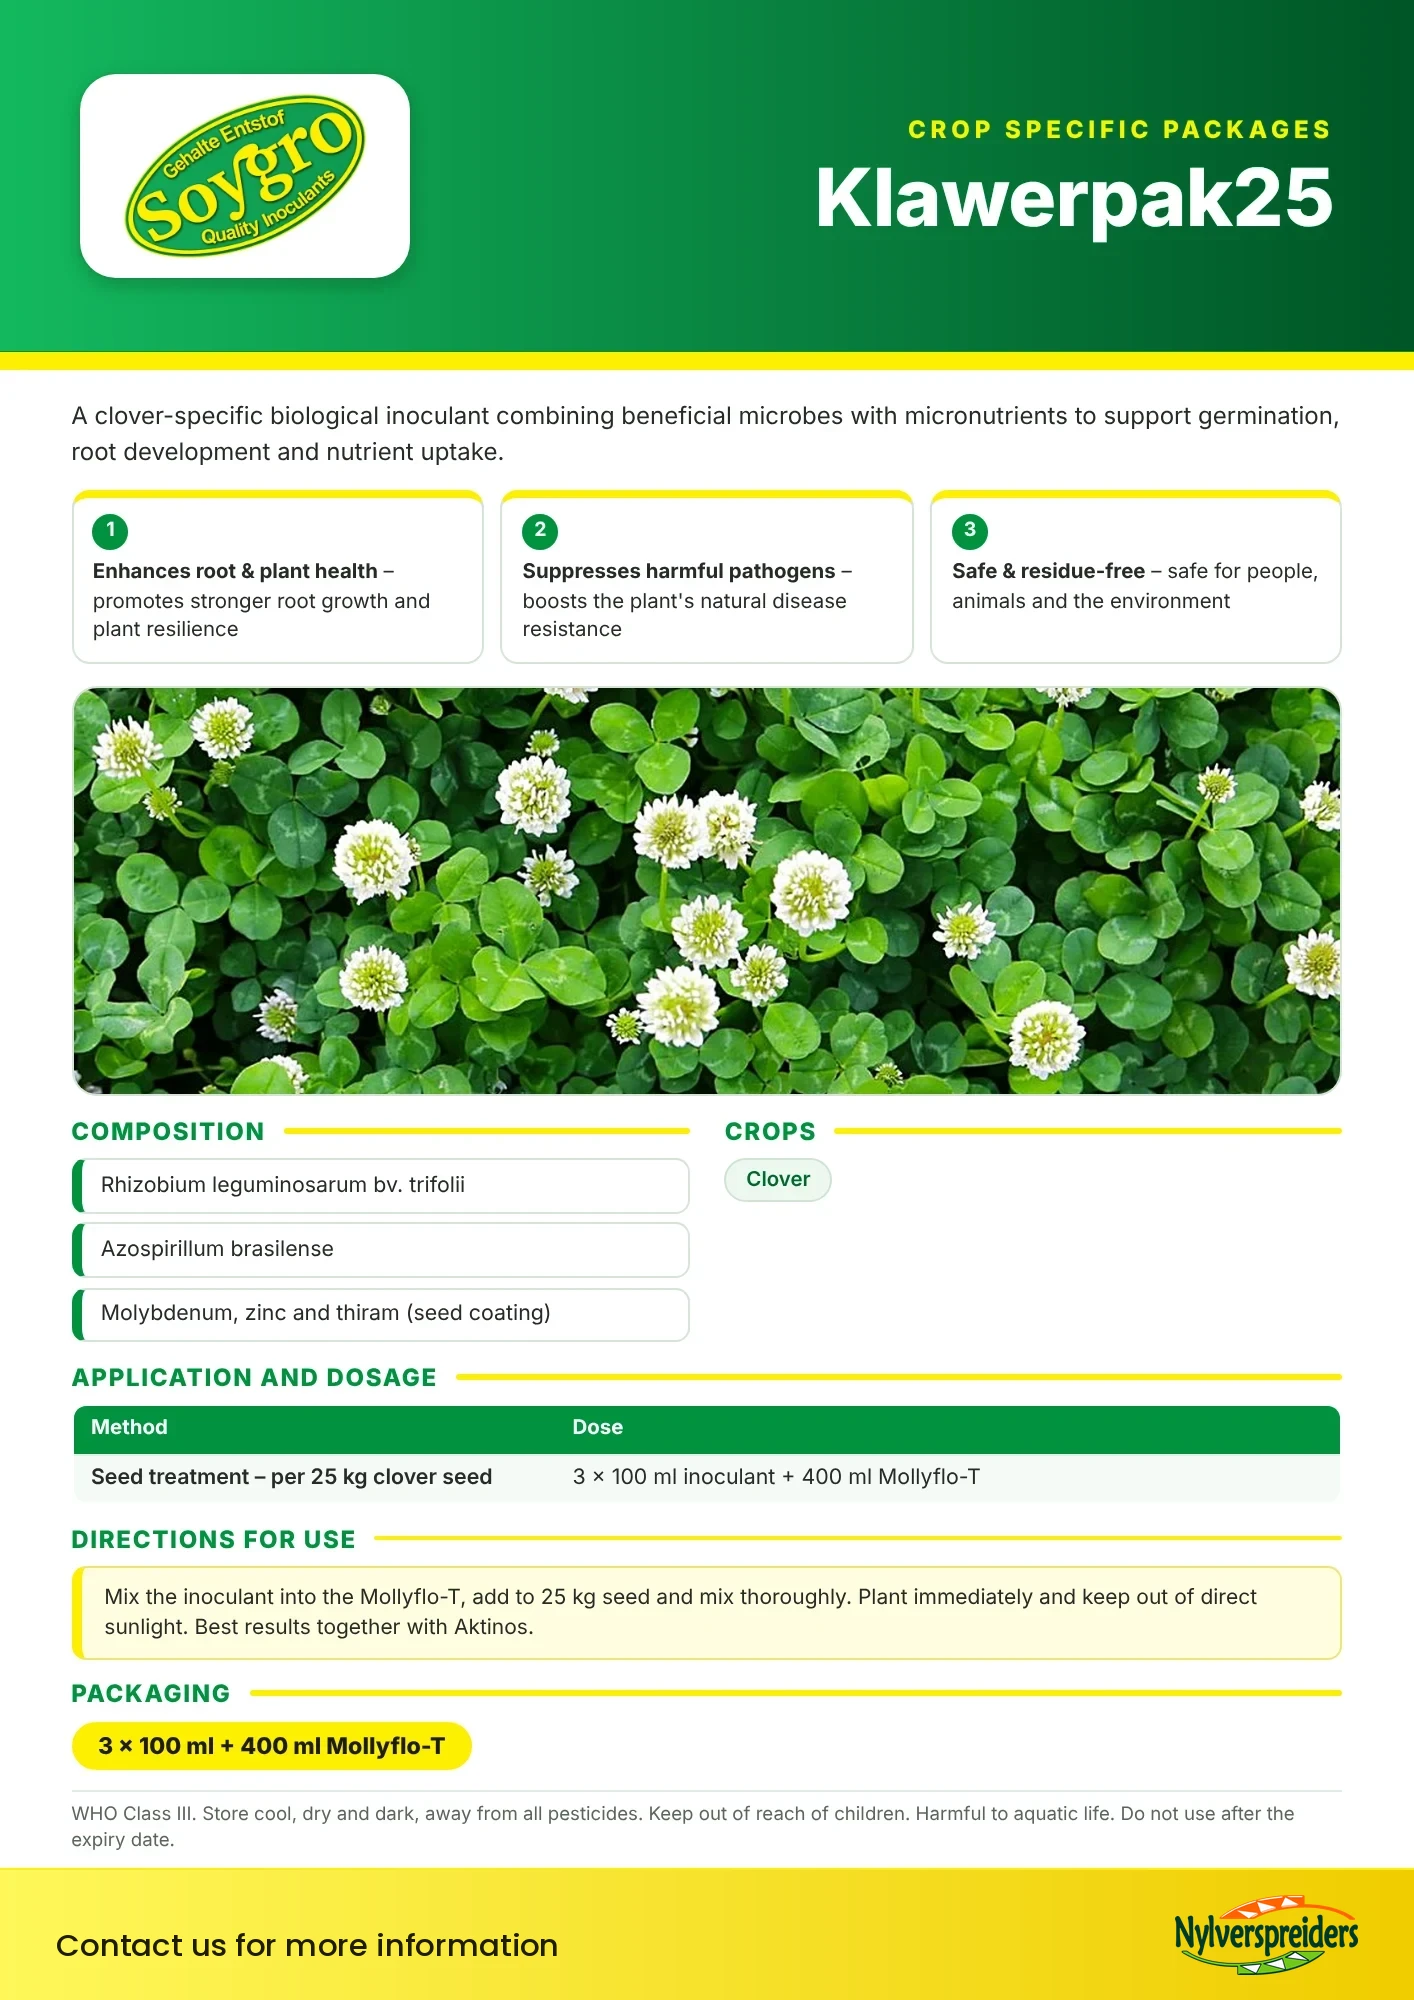 Gehalte Entstof
Soygro
Quality Inoculants
CROP SPECIFIC PACKAGES
Klawerpak25
A clover-specific biological inoculant combining beneficial microbes with micronutrients to support germination,
root development and nutrient uptake.
1
Enhances root & plant health –
promotes stronger root growth and
plant resilience
2
Suppresses harmful pathogens –
boosts the plant's natural disease
resistance
3
Safe & residue-free – safe for people,
animals and the environment
COMPOSITION
Rhizobium leguminosarum bv. trifolii
Azospirillum brasilense
Molybdenum, zinc and thiram (seed coating)
CROPS
Clover
APPLICATION AND DOSAGE
Method Dose
Seed treatment – per 25 kg clover seed 3 × 100 ml inoculant + 400 ml Mollyflo-T
DIRECTIONS FOR USE
Mix the inoculant into the Mollyflo-T, add to 25 kg seed and mix thoroughly. Plant immediately and keep out of direct
sunlight. Best results together with Aktinos.
PACKAGING
3 × 100 ml + 400 ml Mollyflo-T
WHO Class III. Store cool, dry and dark, away from all pesticides. Keep out of reach of children. Harmful to aquatic life. Do not use after the
expiry date.
Contact us for more information
Nylverspreiders